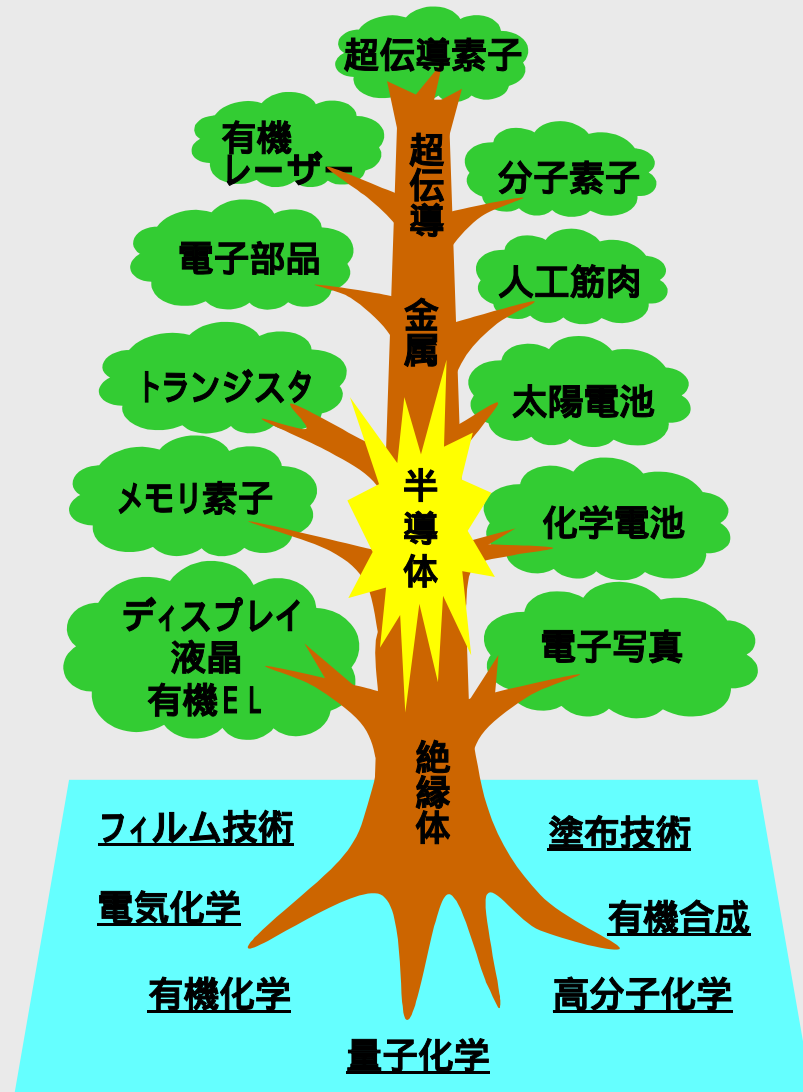 超伝導素子
有機
レーザー
超伝導
分子素子
電子部品
人工筋肉
金属
トランジスタ
太陽電池
半導体
メモリ素子
化学電池
ディスプレイ
液晶
有機EL
電子写真
絶縁体
フィルム技術
塗布技術
電気化学
有機合成
有機化学
高分子化学
量子化学